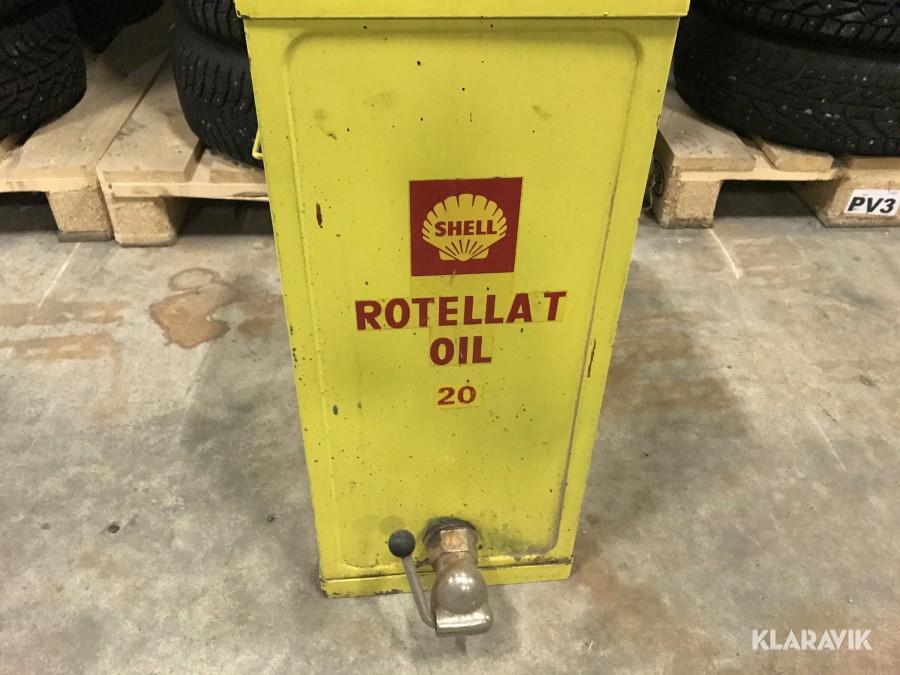 PV3
SHELL
ROTELLA T
OIL
20
KLARAVIK